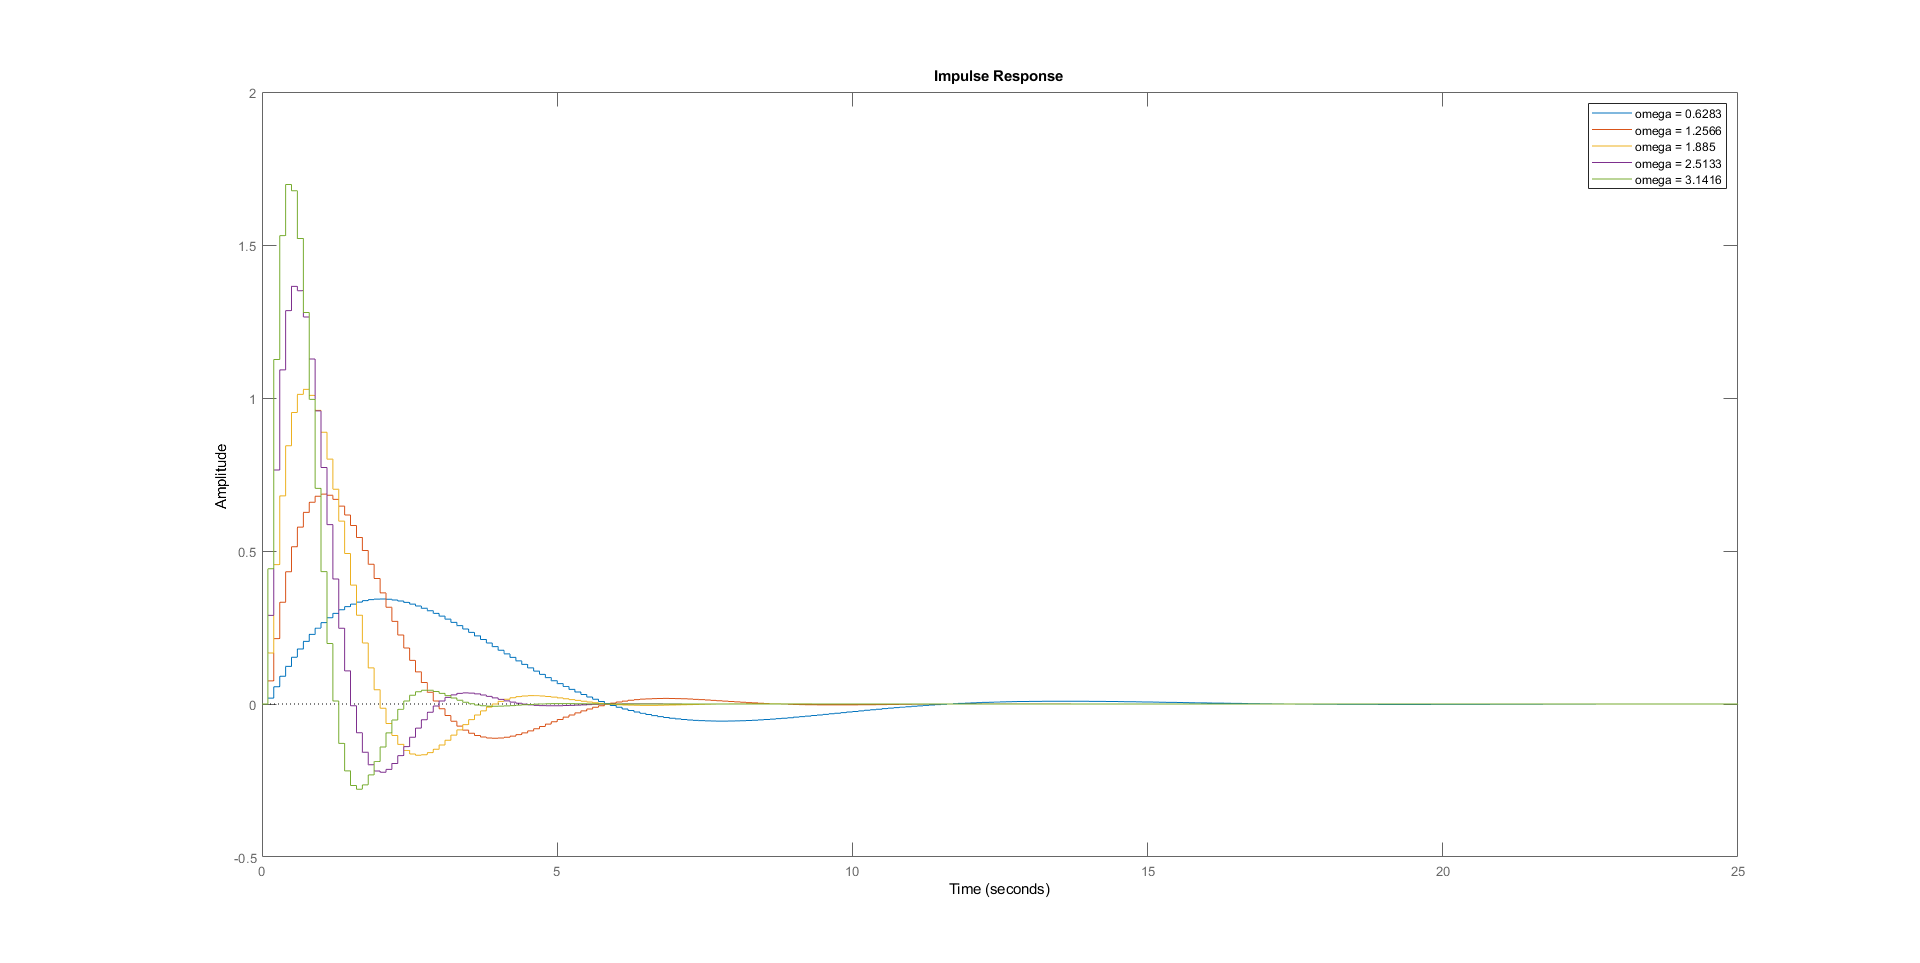 Impulse Response
2
omega = 0.6283
omega = 1.2566
omega = 1.885
omega = 2.5133
omega = 3.1416
1.5
1
Amplitude
0.5
0
-0.5
0 5 10 15 20 25
Time (seconds)